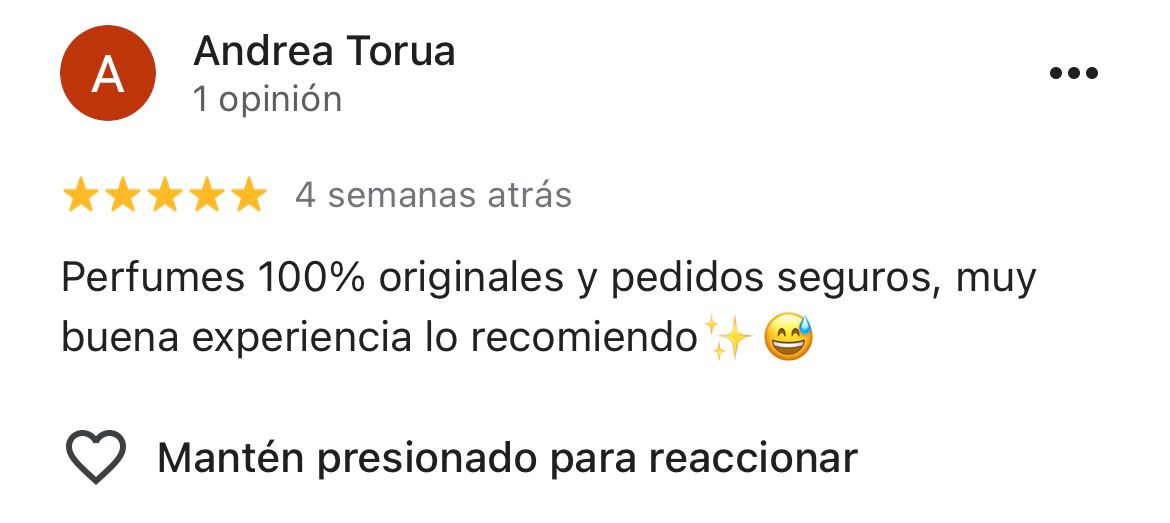 A
Andrea Torua
1 opinión
4 semanas atrás
Perfumes 100% originales y pedidos seguros, muy
buena experiencia lo recomiendo✨😅
Mantén presionado para reaccionar